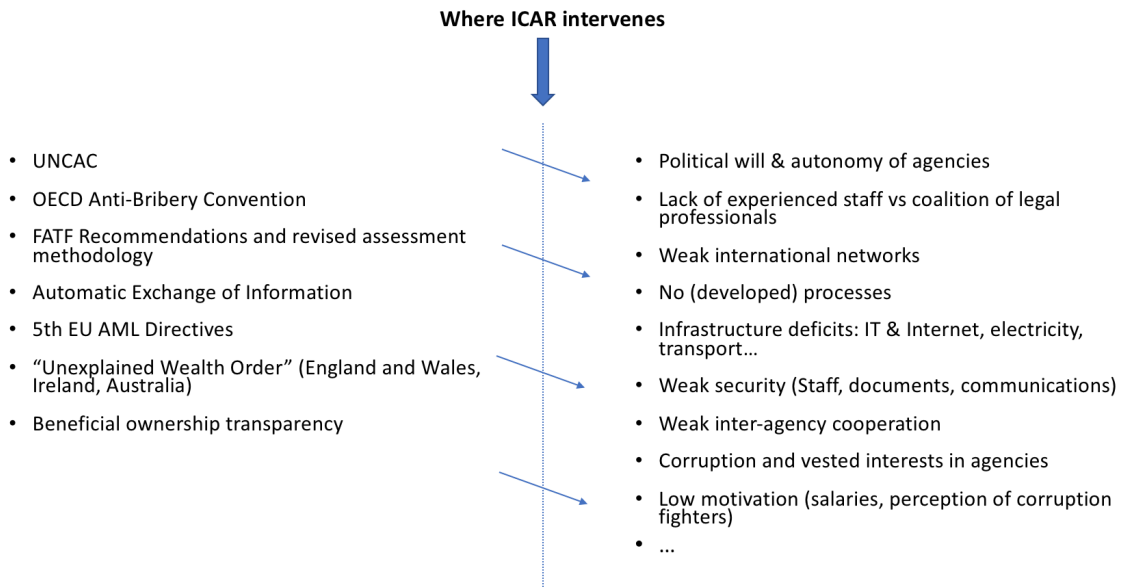 Where ICAR intervenes
• UNCAC
• OECD Anti-Bribery Convention
• FATF Recommendations and revised assessment
methodology
• Automatic Exchange of Information
• 5th EU AML Directives
• “Unexplained Wealth Order” (England and Wales,
Ireland, Australia)
• Beneficial ownership transparency
• Political will & autonomy of agencies
• Lack of experienced staff vs coalition of legal
professionals
• Weak international networks
• No (developed) processes
• Infrastructure deficits: IT & Internet, electricity,
transport…
• Weak security (Staff, documents, communications)
• Weak inter-agency cooperation
• Corruption and vested interests in agencies
• Low motivation (salaries, perception of corruption
fighters)
• …